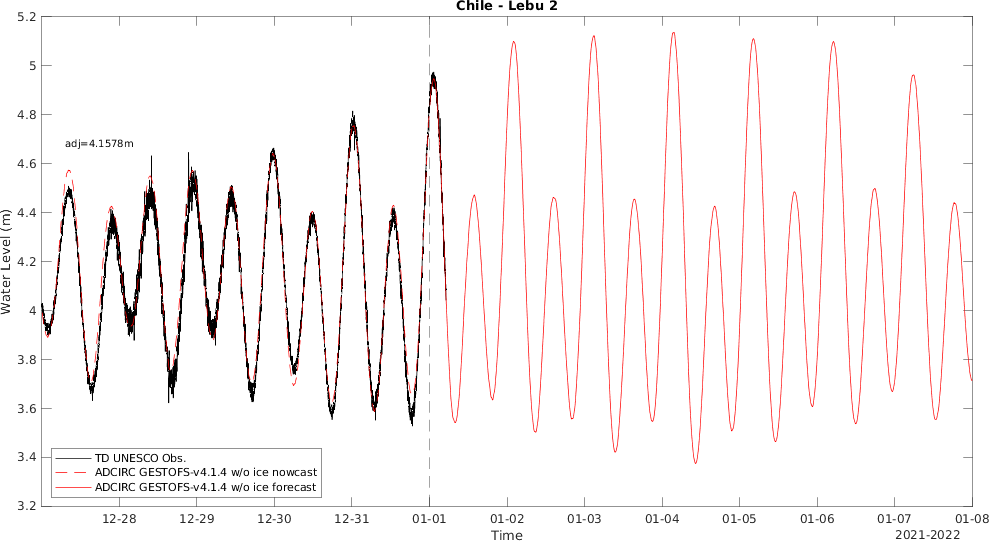 Chile - Lebu 2
5.2
5
4.8
4.6
4.4
4.2
4
3.8
3.6
3.4
3.2
Water Level (m)
adj=4.1578m
TD UNESCO Obs.
ADCIRC GESTOFS-v4.1.4 w/o ice nowcast
ADCIRC GESTOFS-v4.1.4 w/o ice forecast
12-28 12-29 12-30 12-31 01-01 01-02 01-03 01-04 01-05 01-06 01-07 01-08
Time
2021-2022